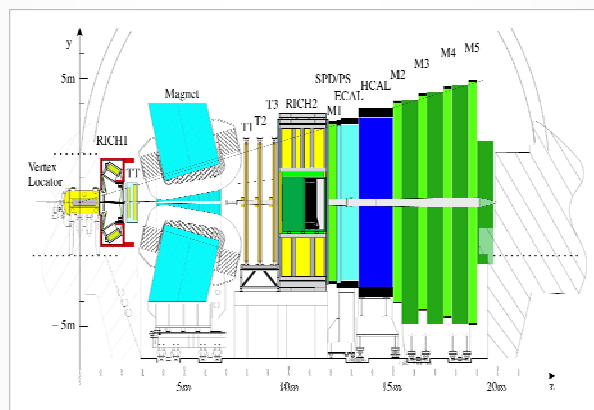 y
5m
Magnet
SPD/PS
HCAL
ECAL
M1
M2
M3
M4
M5
T1
T2
T3
RICH2
RICH1
TT
Vertex
Locator
−5m
5m
10m
15m
20m
z